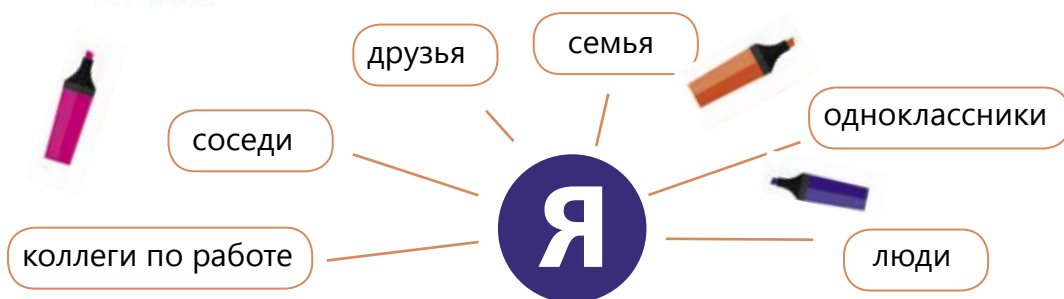 друзья
семья
одноклассники
соседи
Я
коллеги по работе
люди